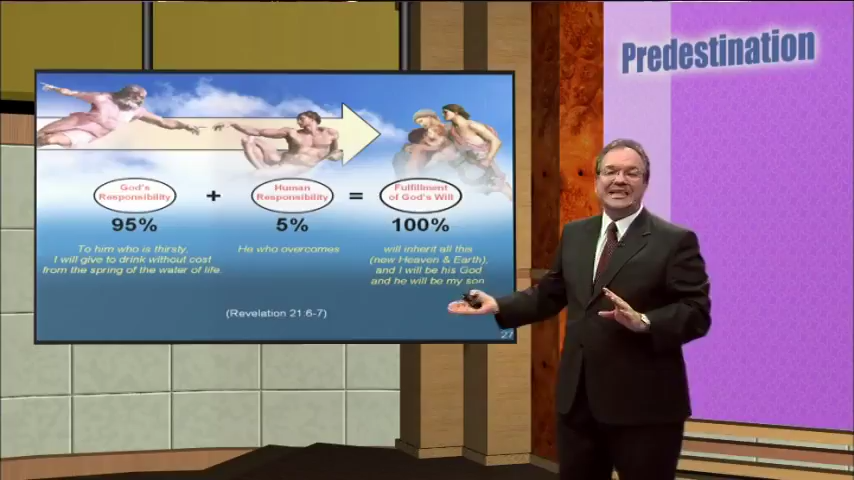 Predestination
God's
Responsibility
+
Human
Responsibility
=
Fulfillment
of God's Will
95%
5%
100%
To him who is thirsty,
I will give to drink without cost
from the spring of the water of life.
He who overcomes
will inherit all this
(new Heaven & Earth),
and I will be his God
and he will be my son
(Revelation 21:6-7)
27